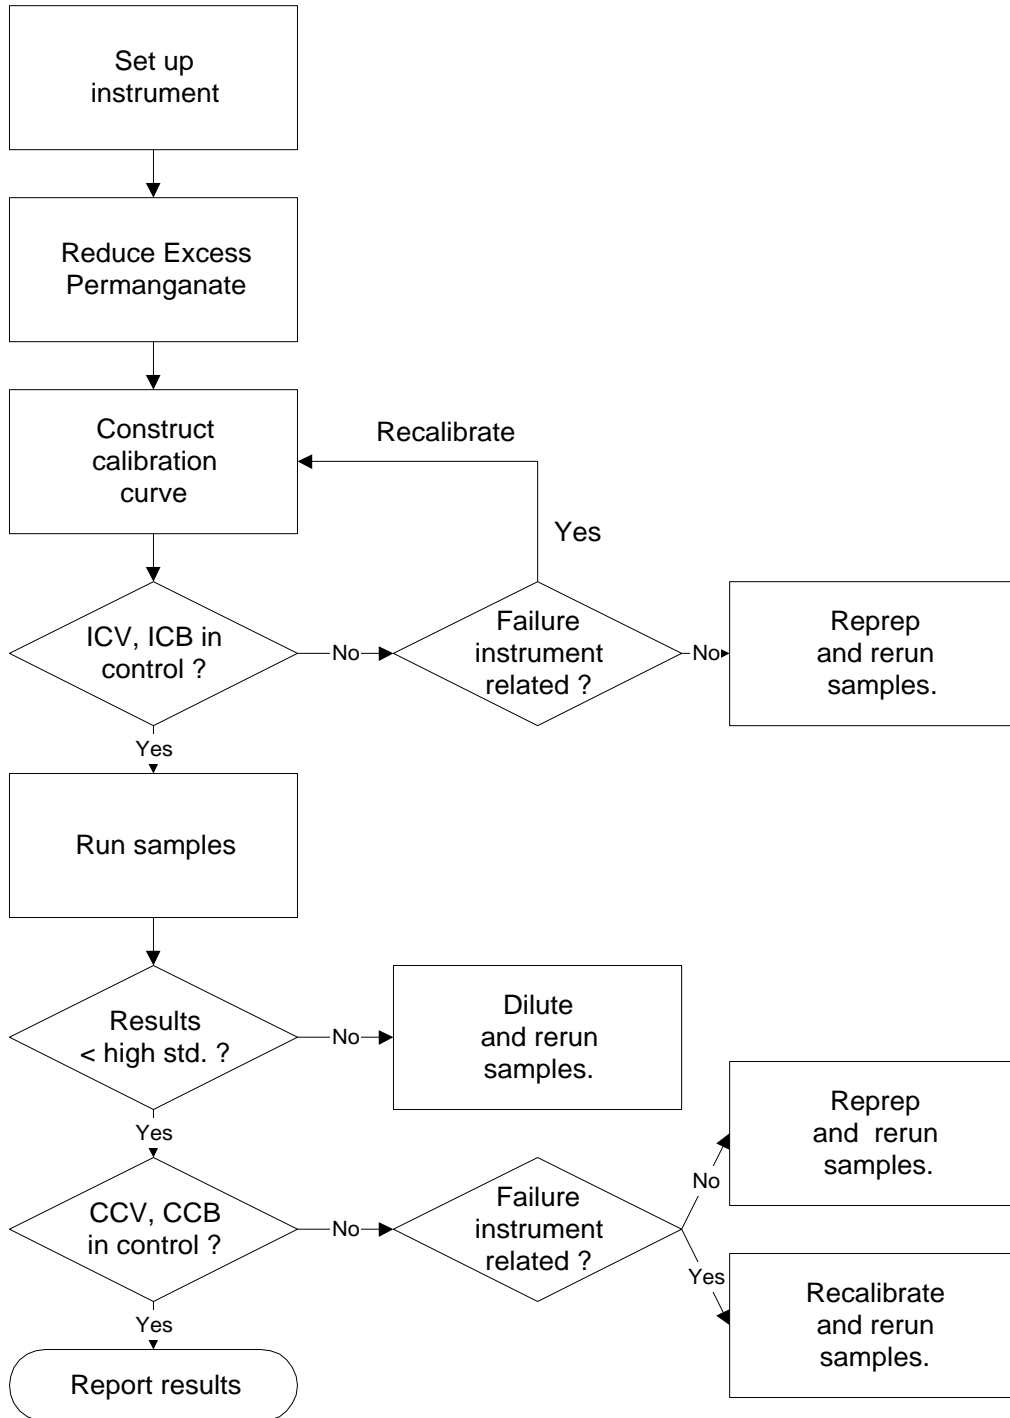 Set up
instrument
Reduce Excess
Permanganate
Construct
calibration
curve
Recalibrate
Yes
ICV, ICB in
control ?
No
Failure
instrument
related ?
No
Reprep
and rerun
samples.
Yes
Run samples
Results
< high std. ?
No
Dilute
and rerun
samples.
Yes
CCV, CCB
in control ?
No
Failure
instrument
related ?
No
Reprep
and rerun
samples.
Yes
Recalibrate
and rerun
samples.
Yes
Report results